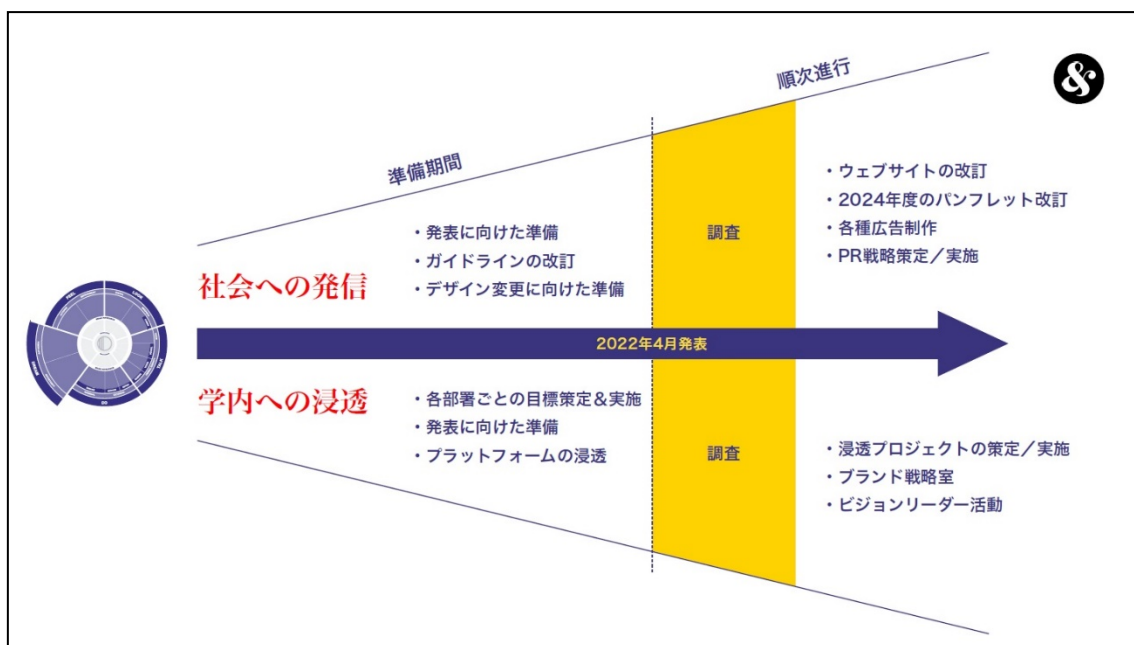 順次進行
&
準備期間
・ウェブサイトの改訂
・2024年度のパンフレット改訂
・各種広告制作
・PR戦略策定／実施
・発表に向けた準備
・ガイドラインの改訂
・デザイン変更に向けた準備
調査
社会への発信
2022年4月発表
学内への浸透
・各部署ごとの目標策定＆実施
・発表に向けた準備
・プラットフォームの浸透
調査
・浸透プロジェクトの策定／実施
・ブランド戦略室
・ビジョンリーダー活動